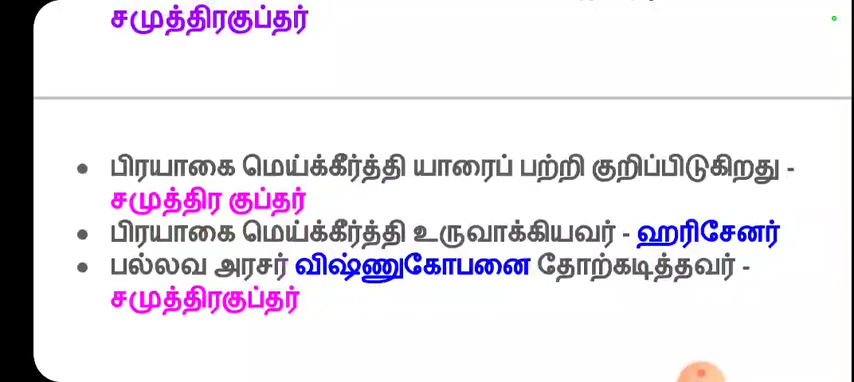 சமுத்திரகுப்தர்
• பிரயாகை மெய்க்கீர்த்தி யாரைப் பற்றி குறிப்பிடுகிறது -
சமுத்திர குப்தர்
• பிரயாகை மெய்க்கீர்த்தி உருவாக்கியவர் - ஹரிசேனர்
• பல்லவ அரசர் விஷ்ணுகோபனை தோற்கடித்தவர் -
சமுத்திரகுப்தர்